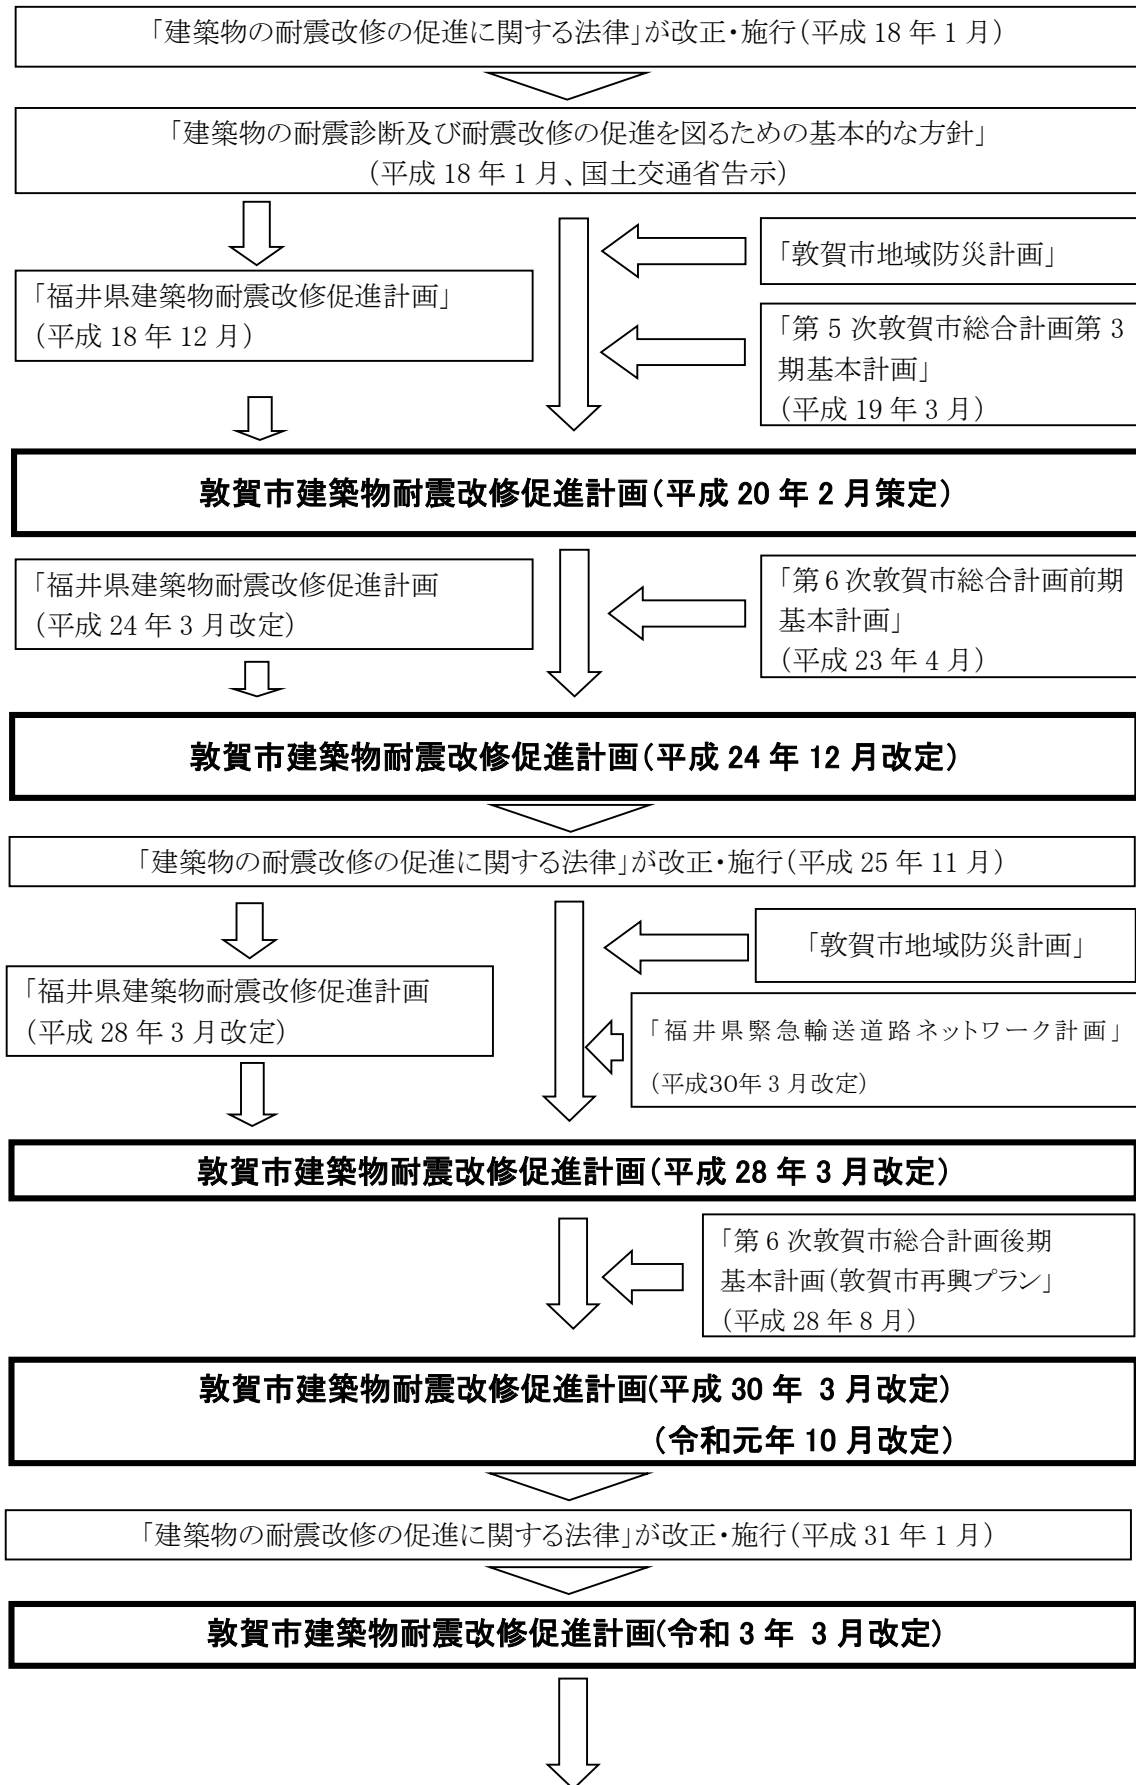 「建築物の耐震改修の促進に関する法律」が改正・施行(平成 18 年 1 月)
「建築物の耐震診断及び耐震改修の促進を図るための基本的な方針」
(平成 18 年 1 月、国土交通省告示)
「敦賀市地域防災計画」
「福井県建築物耐震改修促進計画」
(平成 18 年 12 月)
「第 5 次敦賀市総合計画第 3
期基本計画」
(平成 19 年 3 月)
敦賀市建築物耐震改修促進計画(平成 20 年 2 月策定)
「福井県建築物耐震改修促進計画
(平成 24 年 3 月改定)
「第 6 次敦賀市総合計画前期
基本計画」
(平成 23 年 4 月)
敦賀市建築物耐震改修促進計画(平成 24 年 12 月改定)
「建築物の耐震改修の促進に関する法律」が改正・施行(平成 25 年 11 月)
「敦賀市地域防災計画」
「福井県建築物耐震改修促進計画
(平成 28 年 3 月改定)
「福井県緊急輸送道路ネットワーク計画」
(平成30年 3 月改定)
敦賀市建築物耐震改修促進計画(平成 28 年 3 月改定)
「第 6 次敦賀市総合計画後期
基本計画(敦賀市再興プラン」
(平成 28 年 8 月)
敦賀市建築物耐震改修促進計画(平成 30 年 3 月改定)
(令和元年 10 月改定)
「建築物の耐震改修の促進に関する法律」が改正・施行(平成 31 年 1 月)
敦賀市建築物耐震改修促進計画(令和 3 年 3 月改定)